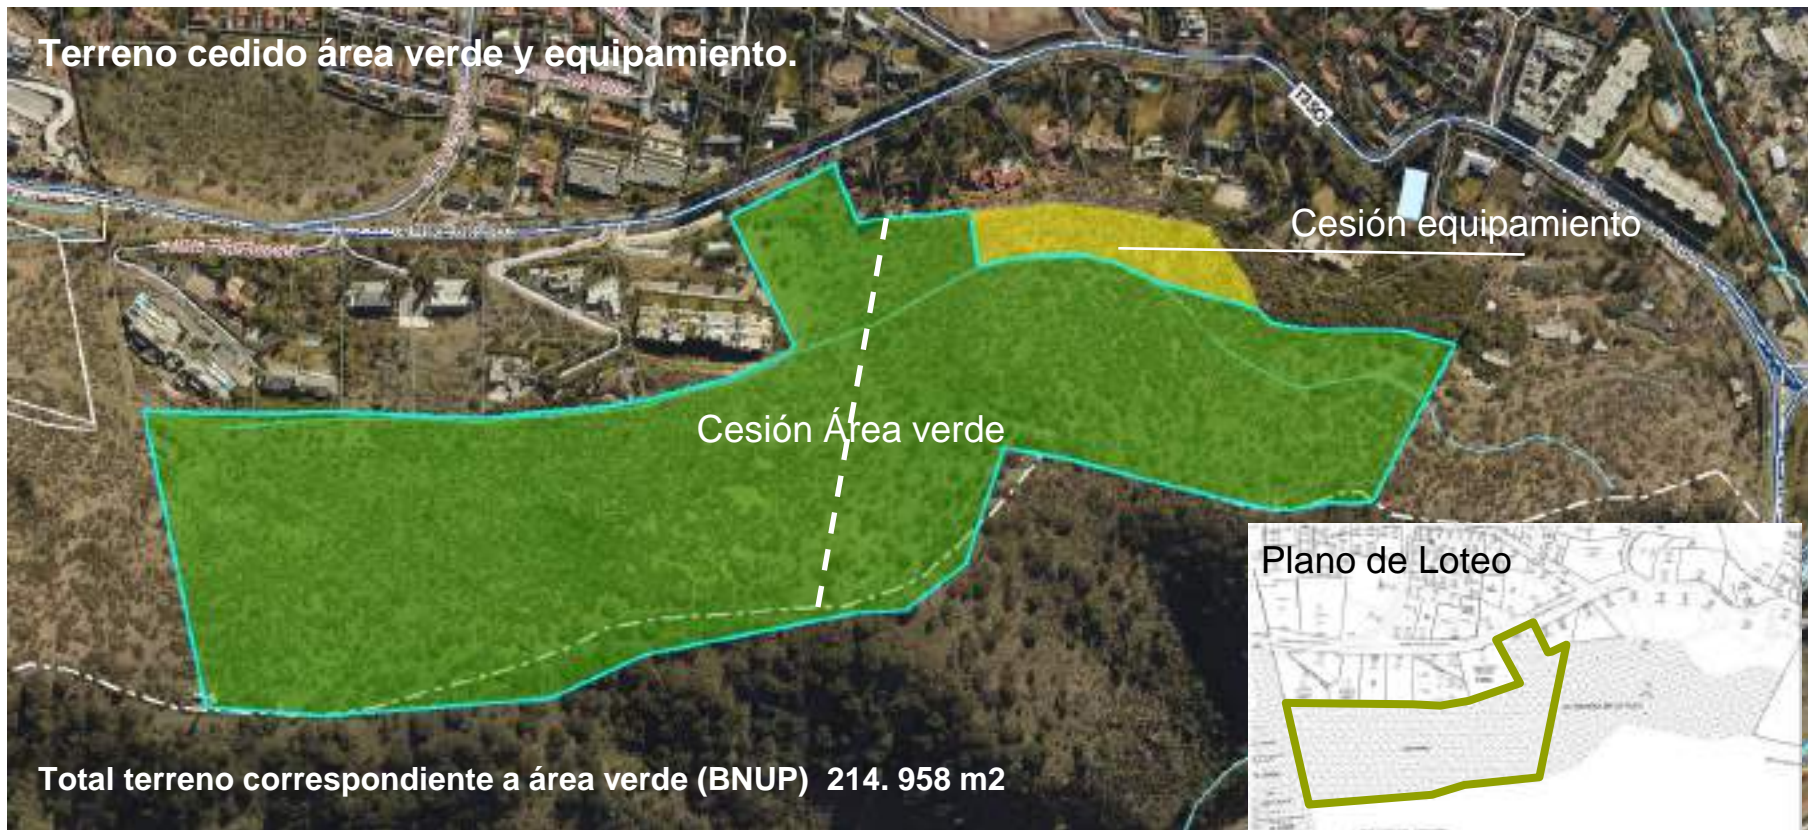 Terreno cedido área verde y equipamiento.
Cesión equipamiento
Cesión Área verde
Plano de Loteo
Total terreno correspondiente a área verde (BNUP)  214. 958 m2